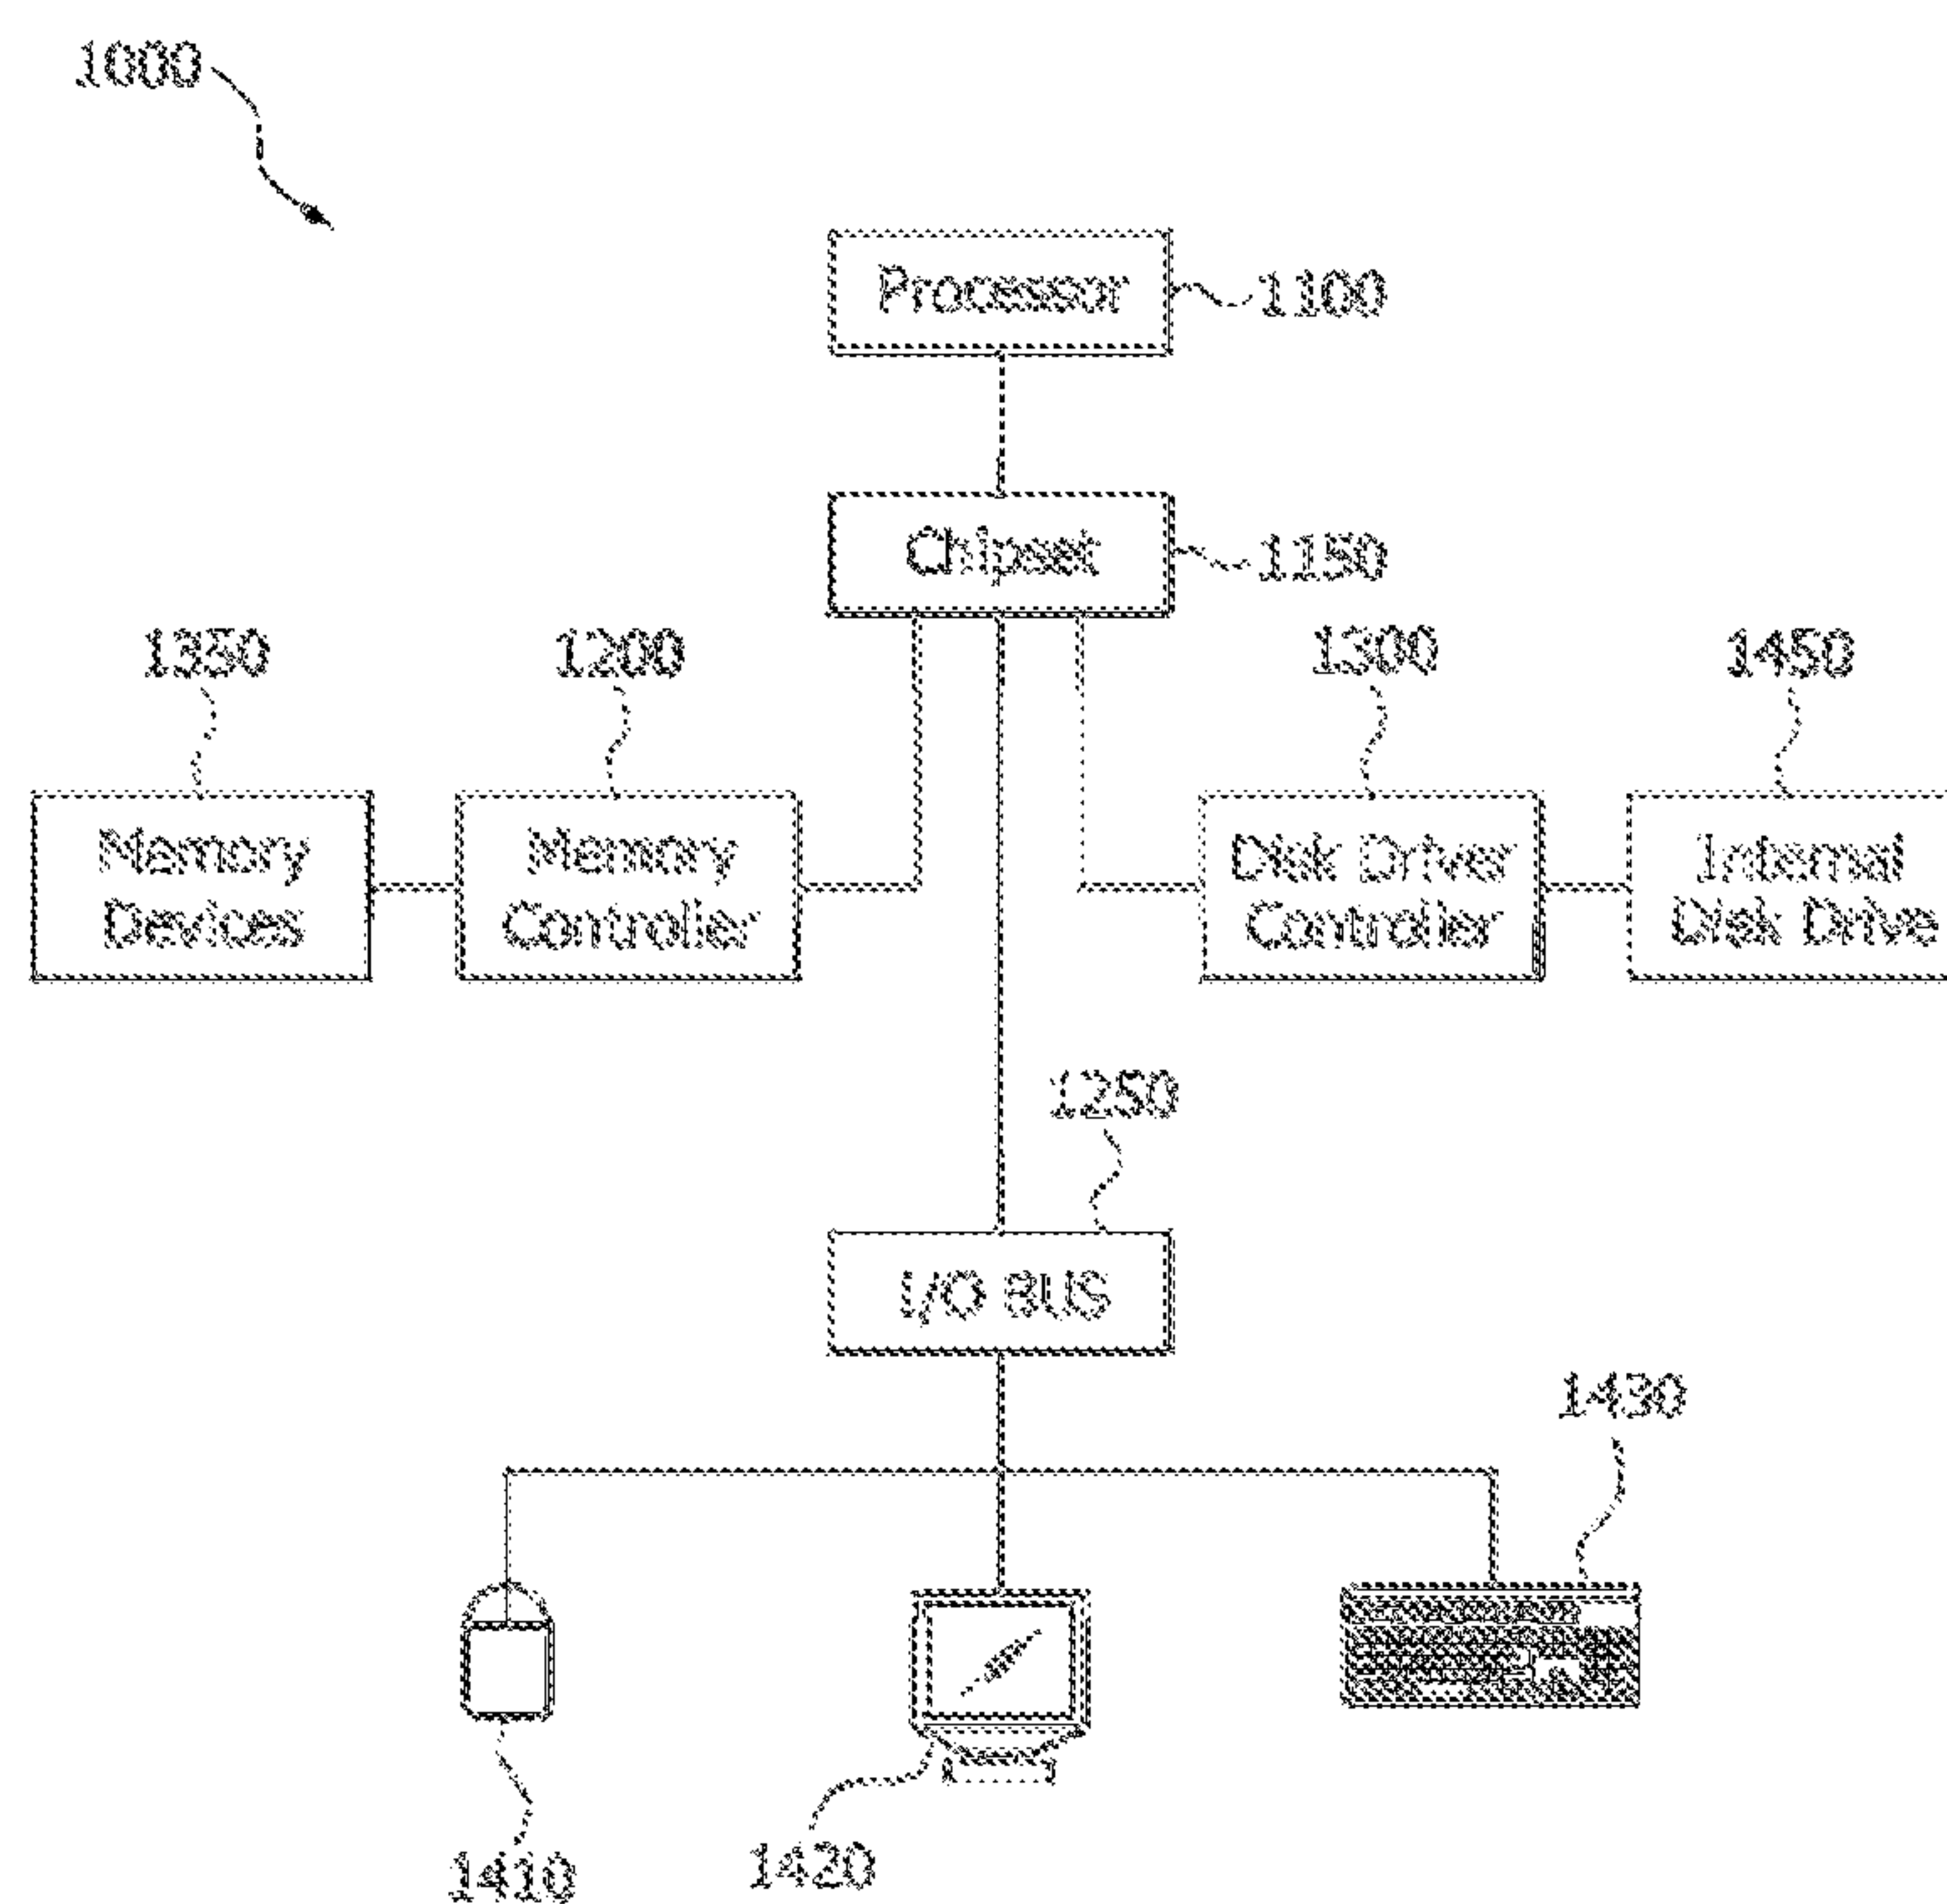 1000
Processor
1100
Chipset
1150
1350
1200
1300
1450
Memory
Devices
Memory
Controller
Disk Driver
Controller
Internal
Disk Drive
1250
I/O BUS
1430
1410
1420